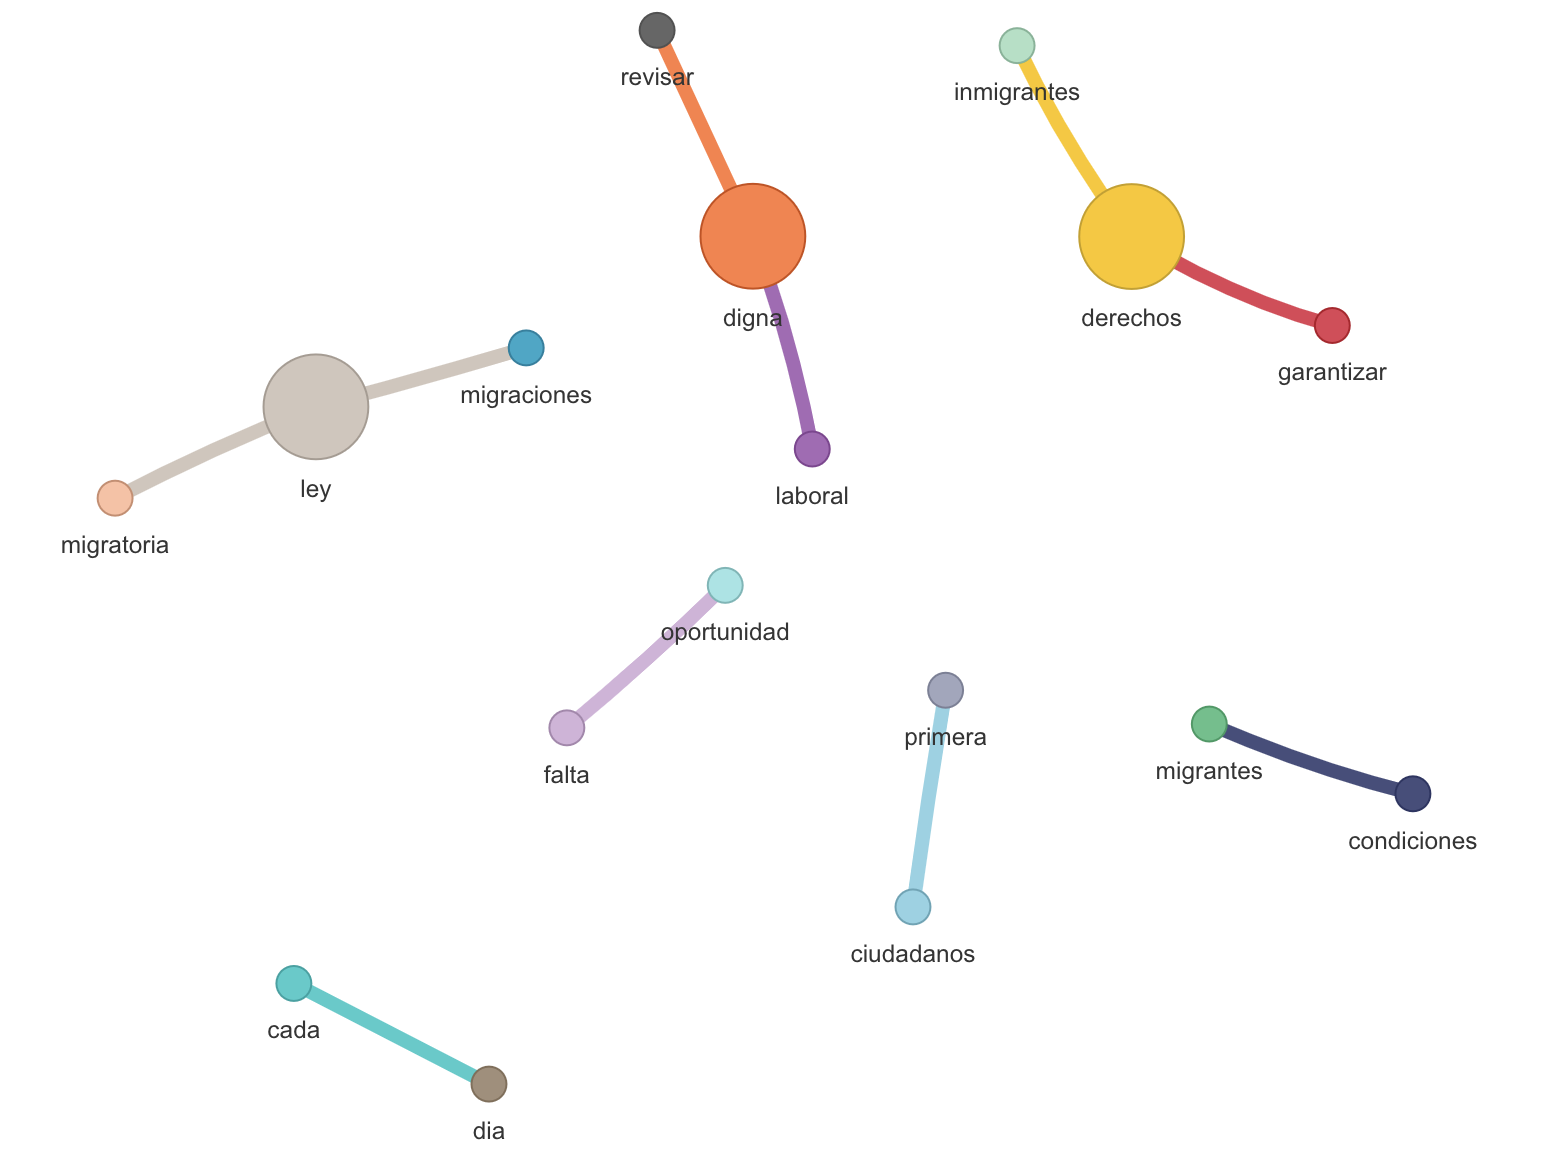 revisar
inmigrantes
digna
derechos
garantizar
migraciones
ley
laboral
migratoria
oportunidad
primera
falta
migrantes
condiciones
ciudadanos
cada
dia